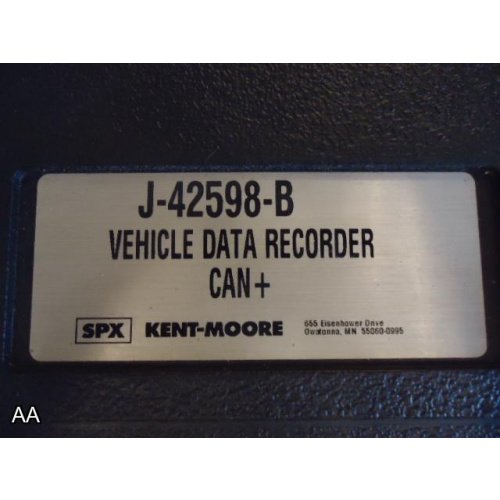 J-42598-B
VEHICLE DATA RECORDER
CAN+
SPX KENT-MOORE
655 Eisenhower Drive
Owatonna, MN 55060-0995
AA